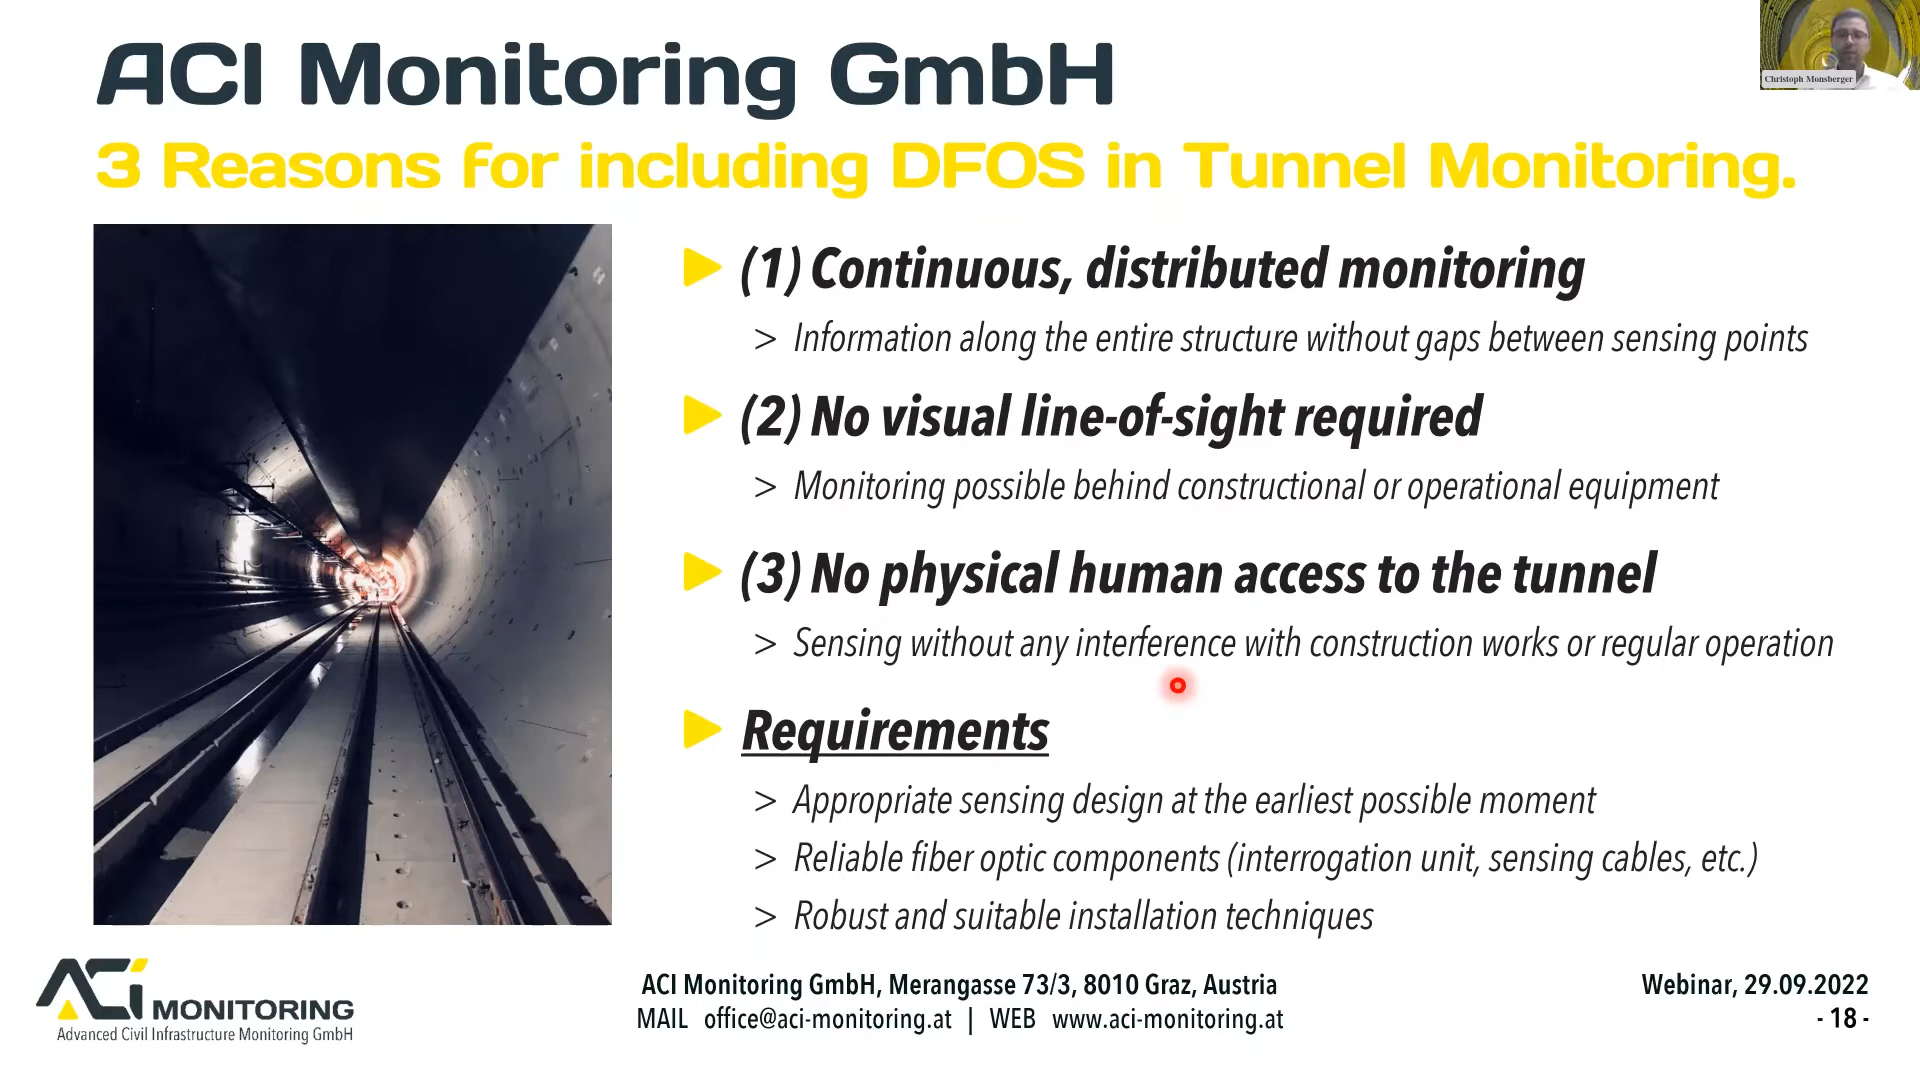 ACI Monitoring GmbH
Christoph Monsberger
3 Reasons for including DFOS in Tunnel Monitoring.
(1) Continuous, distributed monitoring
> Information along the entire structure without gaps between sensing points
(2) No visual line-of-sight required
> Monitoring possible behind constructional or operational equipment
(3) No physical human access to the tunnel
> Sensing without any interference with construction works or regular operation
Requirements
> Appropriate sensing design at the earliest possible moment
> Reliable fiber optic components (interrogation unit, sensing cables, etc.)
> Robust and suitable installation techniques
ACI MONITORING
Advanced Civil Infrastructure Monitoring GmbH
ACI Monitoring GmbH, Merangasse 73/3, 8010 Graz, Austria
MAIL office@aci-monitoring.at | WEB www.aci-monitoring.at
Webinar, 29.09.2022
- 18 -